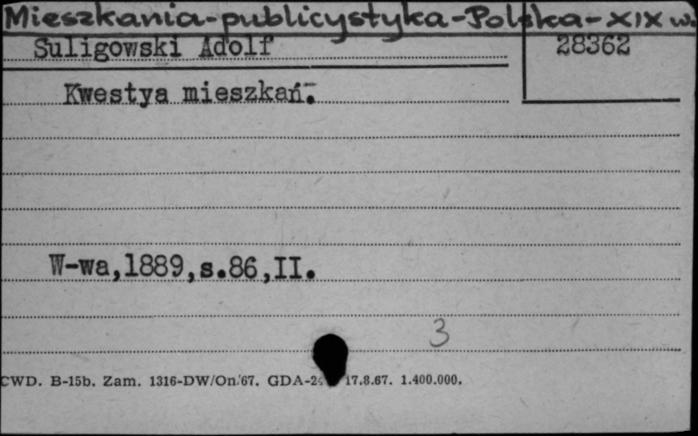 Mieszkania-publicystyka-Polska-XIX w.
Suligowski Adolf
28362
Kwestya mieszkań.
W-wa,1889,s.86,II.
3
CWD. B-15b. Zam. 1316-DW/On/67. GDA-2 17.8.67. 1.400.000.